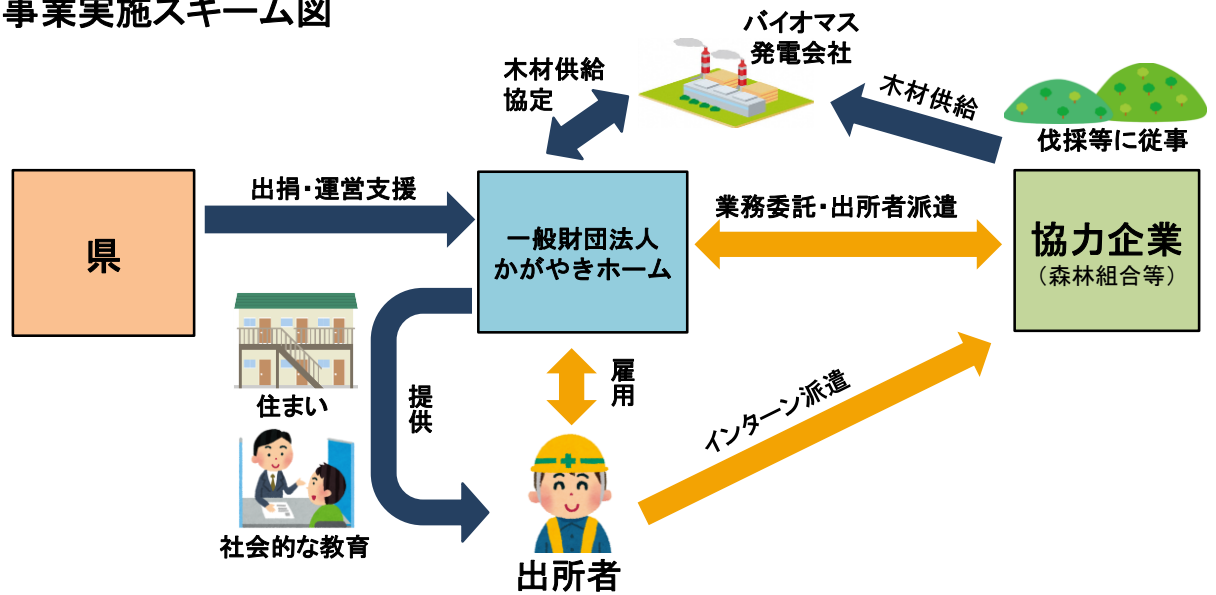 事業実施スキーム図
バイオマス
発電会社
木材供給
協定
木材供給
伐採等に従事
県
出捐・運営支援
一般財団法人
かがやきホーム
業務委託・出所者派遣
協力企業
（森林組合等）
住まい
提供
雇用
インターン派遣
社会的な教育
出所者